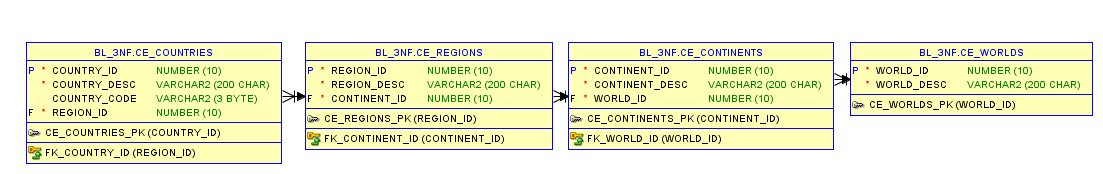 BL_3NF.CE_COUNTRIES
P * COUNTRY_ID NUMBER (10)
* COUNTRY_DESC VARCHAR2 (200 CHAR)
COUNTRY_CODE VARCHAR2 (3 BYTE)
F * REGION_ID NUMBER (10)
CE_COUNTRIES_PK (COUNTRY_ID)
FK_COUNTRY_ID (REGION_ID)
BL_3NF.CE_REGIONS
P * REGION_ID NUMBER (10)
* REGION_DESC VARCHAR2 (200 CHAR)
F * CONTINENT_ID NUMBER (10)
CE_REGIONS_PK (REGION_ID)
FK_CONTINENT_ID (CONTINENT_ID)
BL_3NF.CE_CONTINENTS
P * CONTINENT_ID NUMBER (10)
* CONTINENT_DESC VARCHAR2 (200 CHAR)
F * WORLD_ID NUMBER (10)
CE_CONTINENTS_PK (CONTINENT_ID)
FK_WORLD_ID (WORLD_ID)
BL_3NF.CE_WORLDS
P * WORLD_ID NUMBER (10)
* WORLD_DESC VARCHAR2 (200 CHAR)
CE_WORLDS_PK (WORLD_ID)